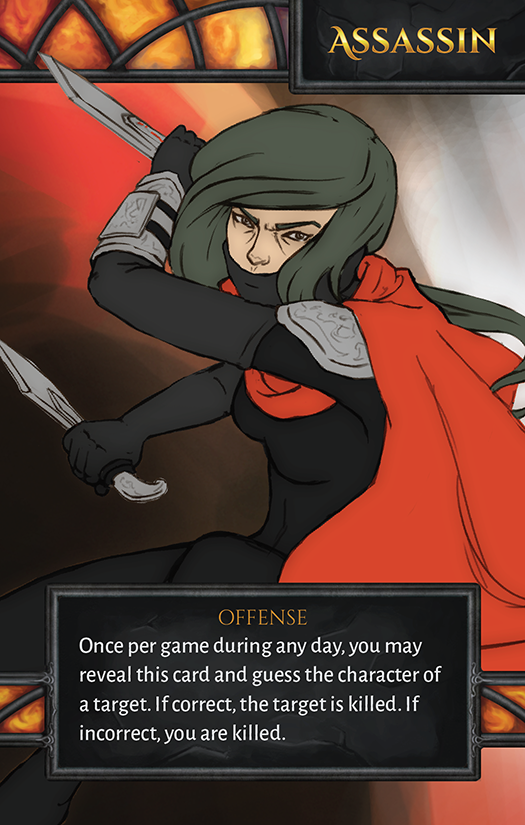 ASSASSIN
OFFENSE
Once per game during any day, you may
reveal this card and guess the character of
a target. If correct, the target is killed. If
incorrect, you are killed.